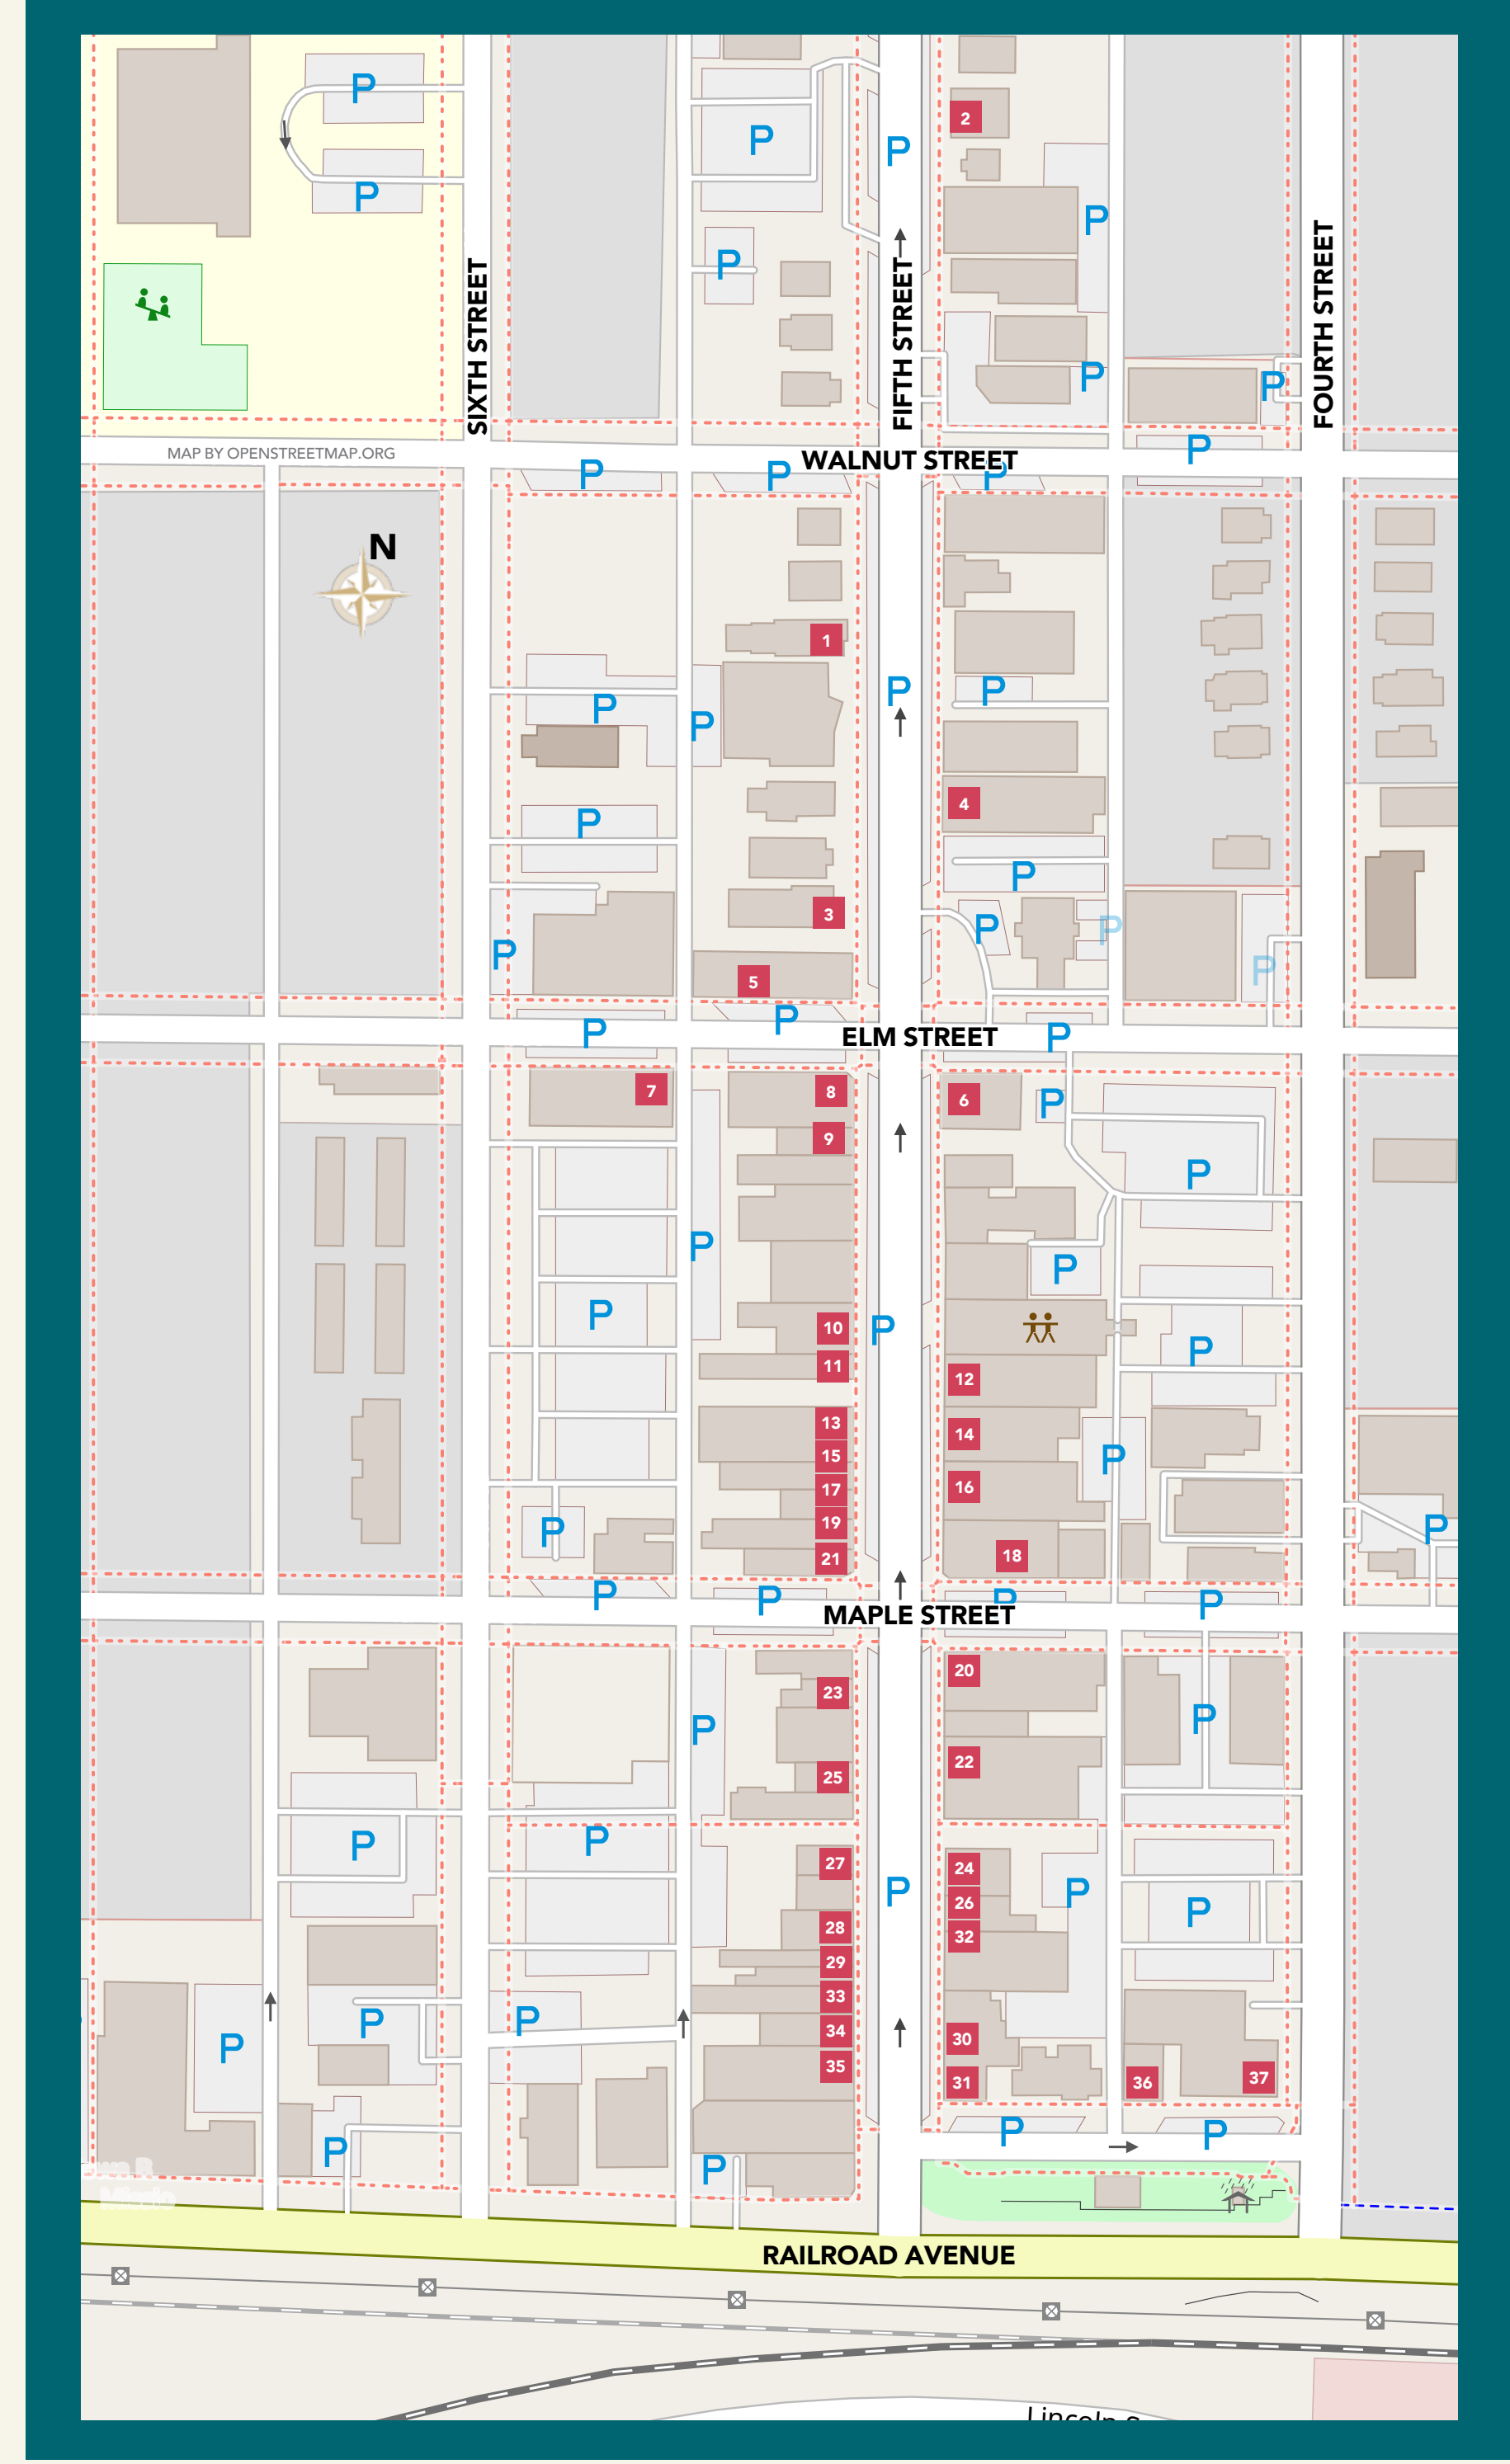 P
P
P
P
2
P
P
P
SIXTH STREET
FIFTH STREET
FOURTH STREET
P
P
MAP BY OPENSTREETMAP.ORG
WALNUT STREET
P
P
P
P
N
1
P
P
P
P
4
P
P
3
P
P
P
P
5
P
P
P
ELM STREET
P
7
8
6
P
9
P
P
P
P
10
P
P
11
12
13
14
P
15
16
17
19
P
P
18
21
P
P
P
P
MAPLE STREET
20
23
P
P
22
25
P
P
27
24
P
P
26
P
28
32
29
33
P
P
34
30
P
35
31
36
37
P
P
P
P
RAILROAD AVENUE